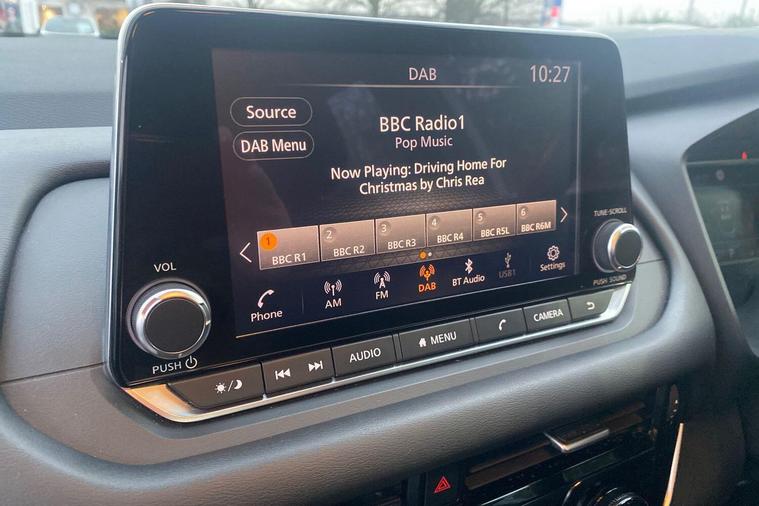 DAB
10:27
Source
DAB Menu
BBC Radio1
Pop Music
Now Playing: Driving Home For
Christmas by Chris Rea
1
BBC R1
2
BBC R2
3
BBC R3
4
BBC R4
5
BBC R5L
6
BBC R6M
Phone
AM
FM
DAB
BT Audio
USB1
Settings
VOL
PUSH
TUNE·SCROLL
PUSH SOUND
AUDIO
MENU
CAMERA